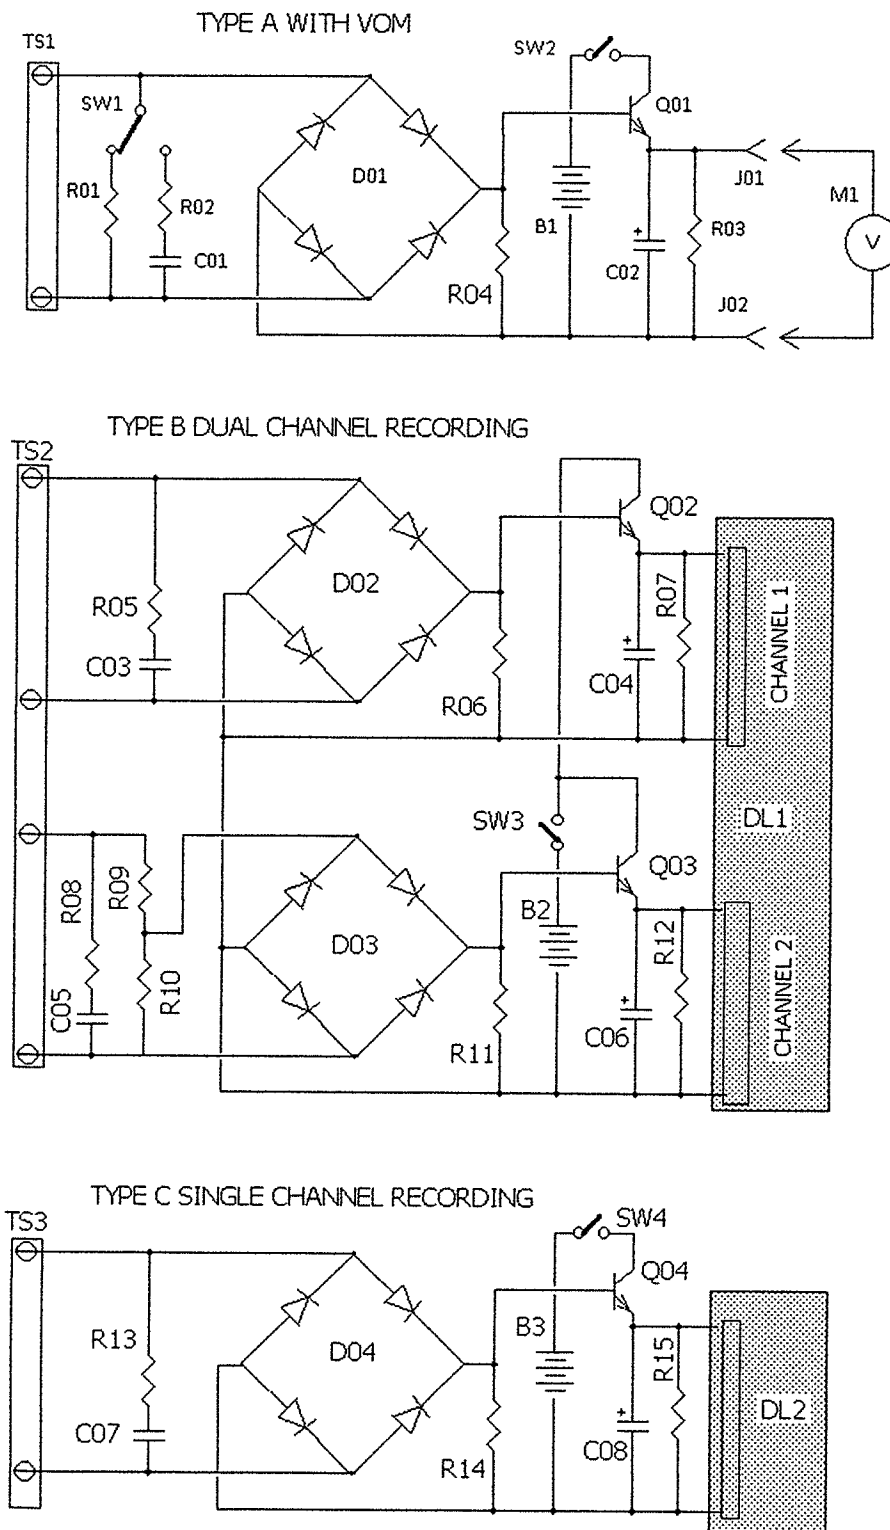 TYPE A WITH VOM
TS1
SW2
SW1
Q01
D01
J01
M1
R01
R02
B1
R03
V
C01
C02
R04
J02
TYPE B DUAL CHANNEL RECORDING
TS2
Q02
D02
R05
R07
CHANNEL 1
C03
C04
R06
SW3
DL1
Q03
R08
R09
B2
D03
R12
R10
C05
CHANNEL 2
C06
R11
TYPE C SINGLE CHANNEL RECORDING
TS3
SW4
Q04
B3
R13
D04
R15
DL2
C07
C08
R14